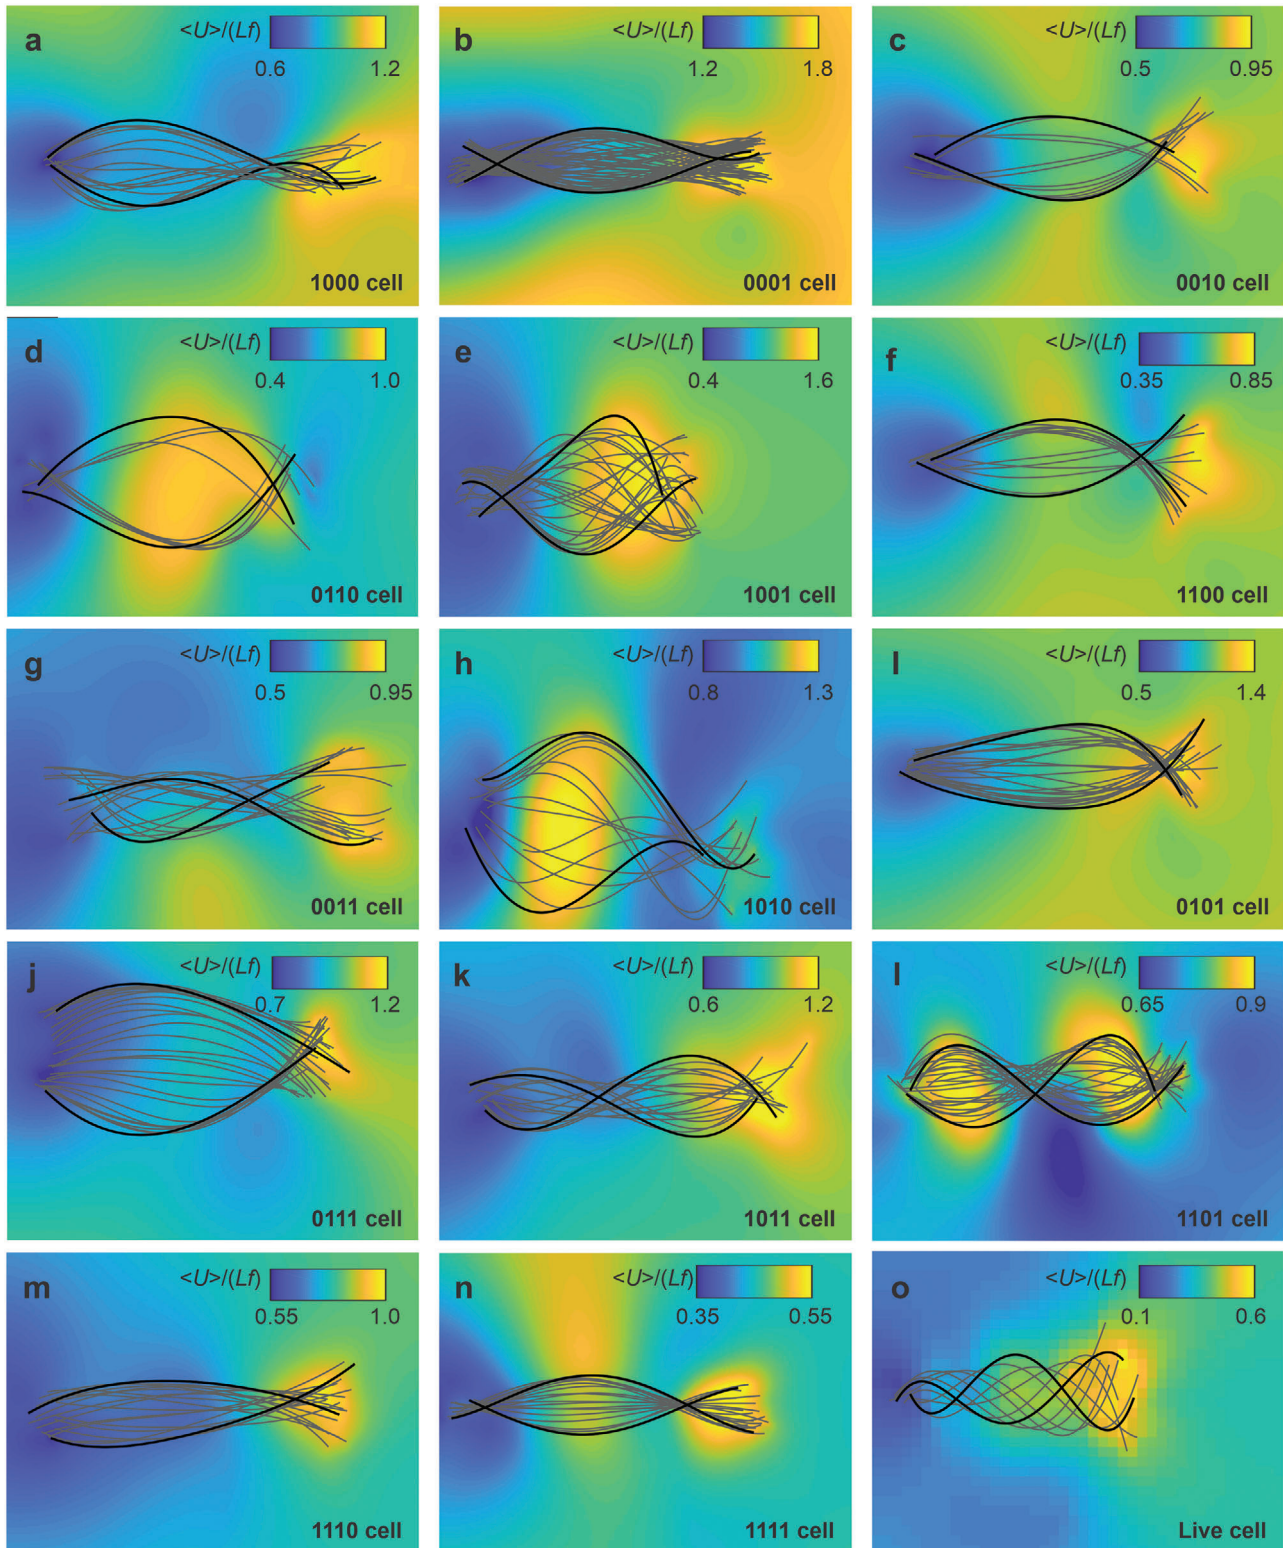 a <U>/(Lf)
0.6 1.2
1000 cell
b <U>/(Lf)
1.2 1.8
0001 cell
c <U>/(Lf)
0.5 0.95
0010 cell
d <U>/(Lf)
0.4 1.0
0110 cell
e <U>/(Lf)
0.4 1.6
1001 cell
f <U>/(Lf)
0.35 0.85
1100 cell
g <U>/(Lf)
0.5 0.95
0011 cell
h <U>/(Lf)
0.8 1.3
1010 cell
I <U>/(Lf)
0.5 1.4
0101 cell
j <U>/(Lf)
0.7 1.2
0111 cell
k <U>/(Lf)
0.6 1.2
1011 cell
l <U>/(Lf)
0.65 0.9
1101 cell
m <U>/(Lf)
0.55 1.0
1110 cell
n <U>/(Lf)
0.35 0.55
1111 cell
o <U>/(Lf)
0.1 0.6
Live cell